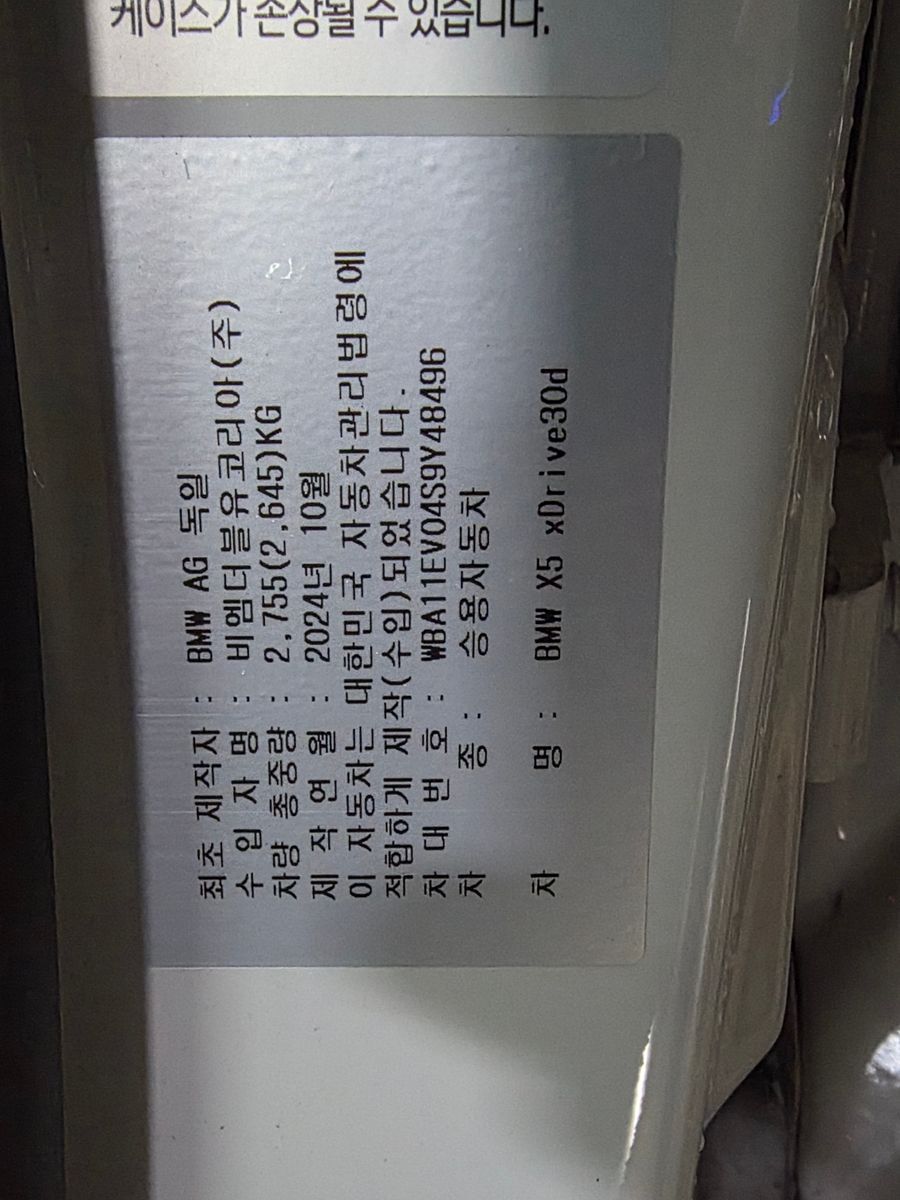 케이스가 손상될 수 있습니다.
최초 제작자 : BMW AG 독일
수 입 자 명 : 비엠더블유코리아(주)
차량 총중량 : 2,755(2,645)KG
제 작 연 월 : 2024년 10월
이 자동차는 대한민국 자동차관리법령에
적합하게 제작(수입)되었습니다.
차 대 번 호 : WBA11EV04S9Y48496
차 종 : 승용자동차
차 명 : BMW X5 xDrive30d